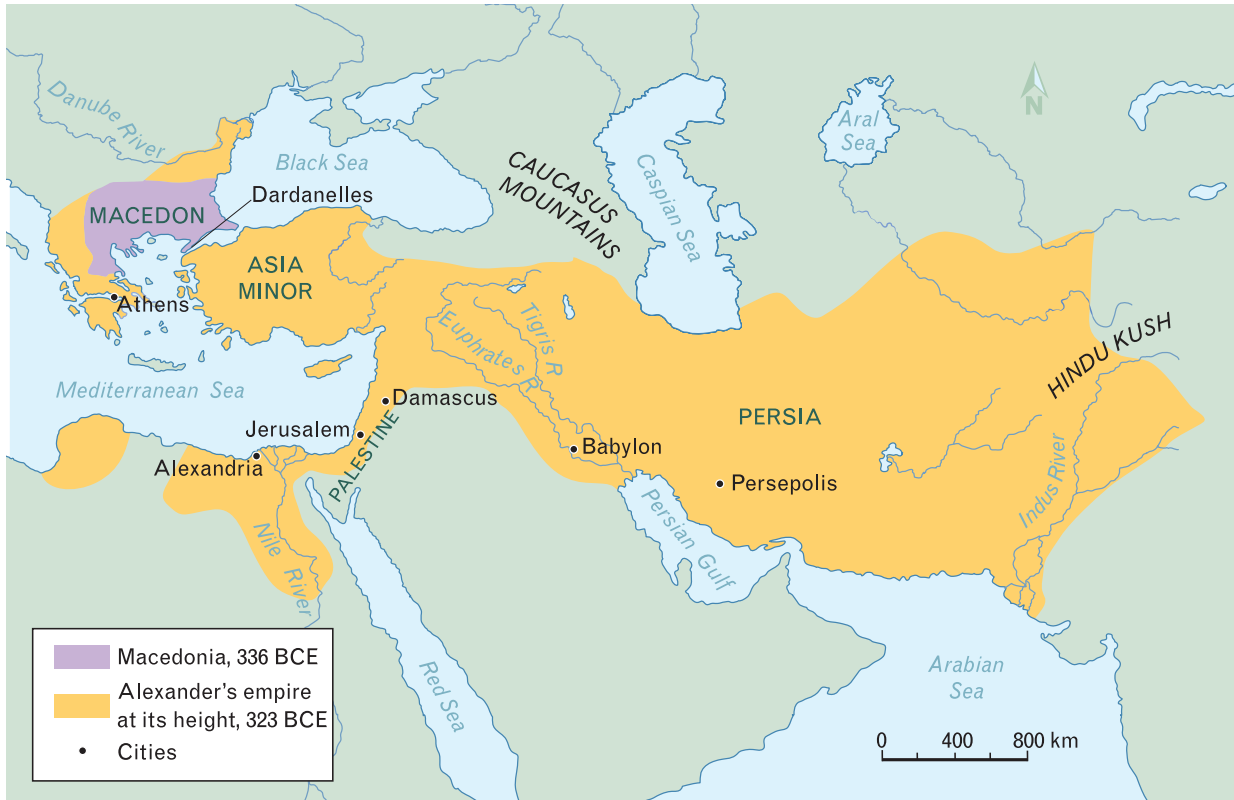 Danube River
Black Sea
Dardanelles
MACEDON
CAUCASUS
MOUNTAINS
Caspian Sea
Aral
Sea
N
ASIA
MINOR
Athens
Tigris R
Euphrates R
HINDU KUSH
Mediterranean Sea
Damascus
PERSIA
Jerusalem
Babylon
Alexandria
PALESTINE
Persepolis
Indus River
Persian Gulf
Nile River
Red Sea
Arabian
Sea
Macedonia, 336 BCE
Alexander's empire
at its height, 323 BCE
Cities
0 400 800 km